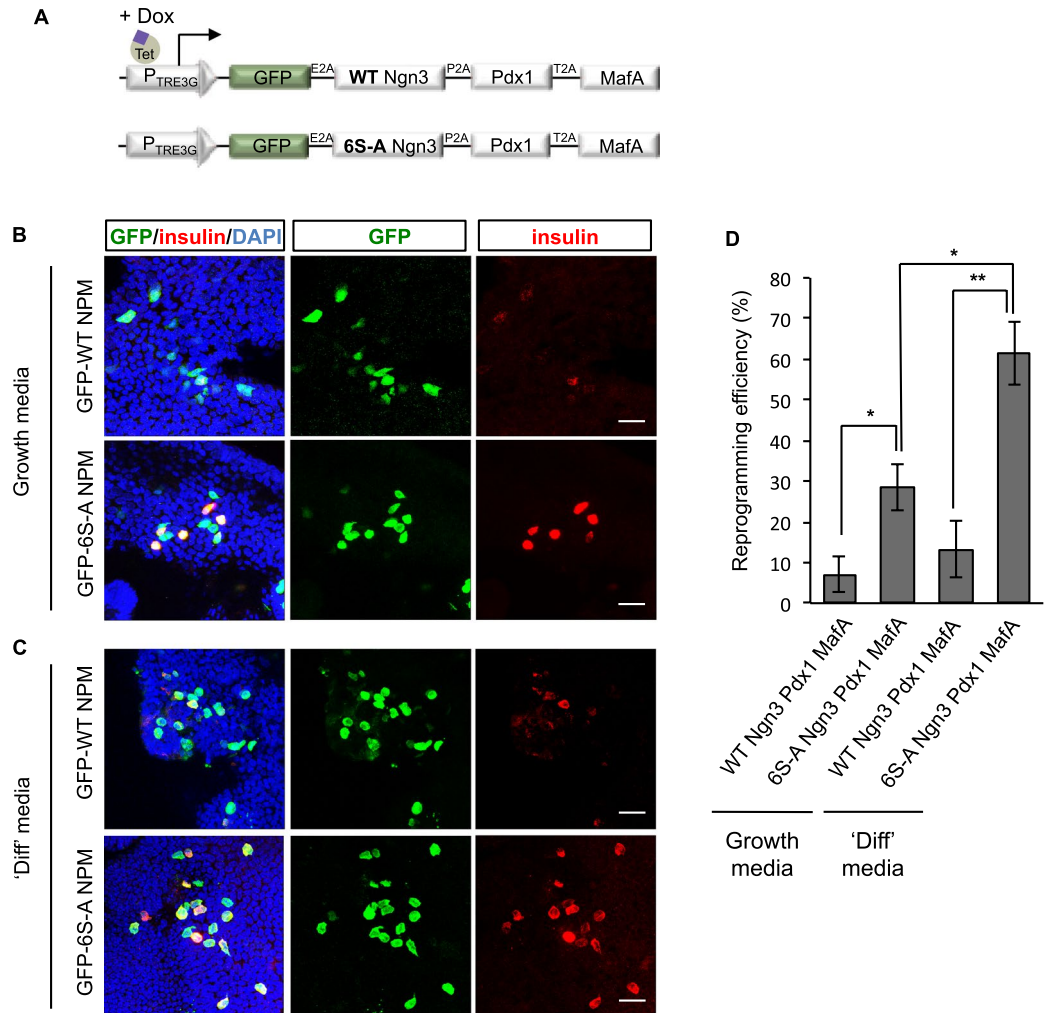 A
+ Dox
Tet
PTRE3G
GFP
E2A
WT Ngn3
P2A
Pdx1
T2A
MafA
PTRE3G
GFP
E2A
6S-A Ngn3
P2A
Pdx1
T2A
MafA
B
GFP/insulin/DAPI
GFP
insulin
Growth media
GFP-WT NPM
GFP-6S-A NPM
C
'Diff' media
GFP-WT NPM
GFP-6S-A NPM
D
Reprogramming efficiency (%)
80
70
60
50
40
30
20
10
0
*
*
**
WT Ngn3 Pdx1 MafA
6S-A Ngn3 Pdx1 MafA
WT Ngn3 Pdx1 MafA
6S-A Ngn3 Pdx1 MafA
Growth
media
'Diff'
media